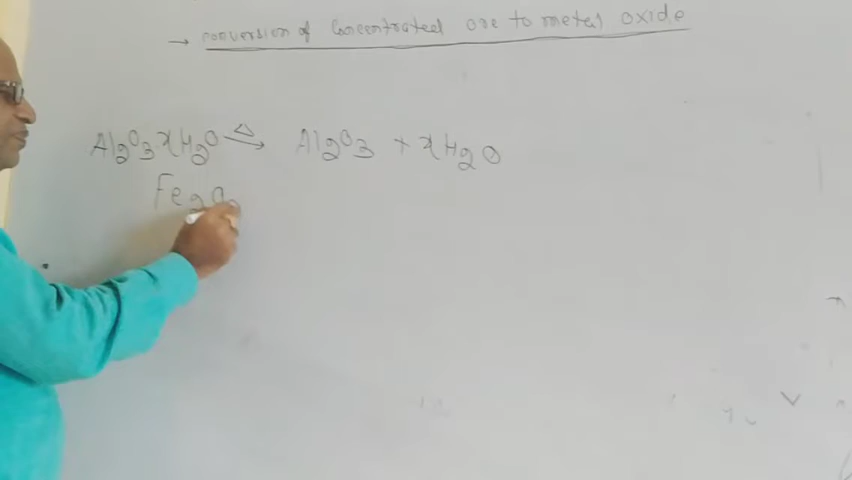 → conversion of Concentrated ore to metal oxide
Al2O3 xH2O △→ Al2O3 + xH2O
Fe2O